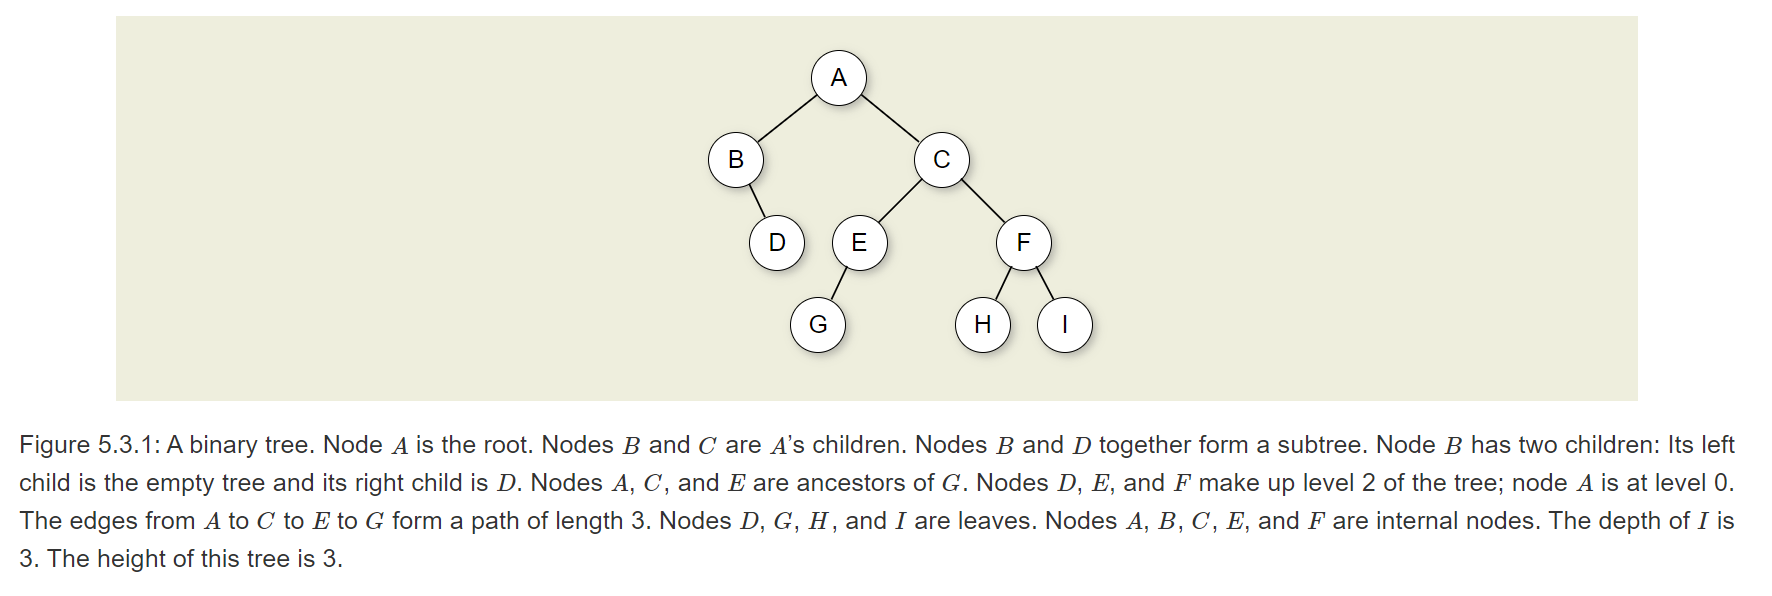 A
B
C
D
E
F
G
H
I
Figure 5.3.1: A binary tree. Node A is the root. Nodes B and C are A’s children. Nodes B and D together form a subtree. Node B has two children: Its left
child is the empty tree and its right child is D. Nodes A, C, and E are ancestors of G. Nodes D, E, and F make up level 2 of the tree; node A is at level 0.
The edges from A to C to E to G form a path of length 3. Nodes D, G, H, and I are leaves. Nodes A, B, C, E, and F are internal nodes. The depth of I is
3. The height of this tree is 3.